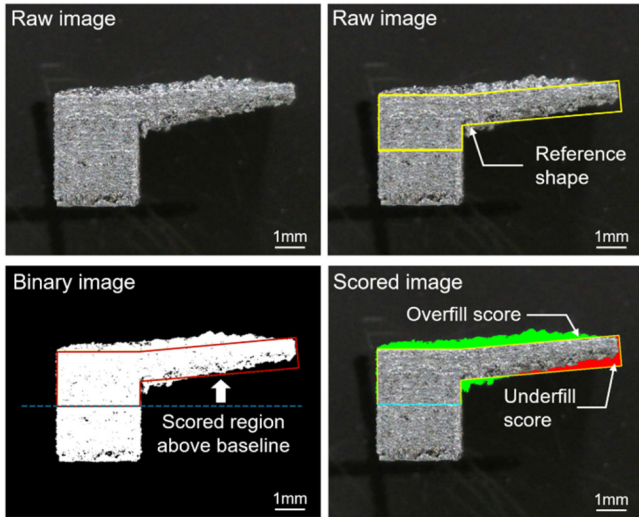 Raw image
1mm
Raw image
Reference
shape
1mm
Binary image
Scored region
above baseline
1mm
Scored image
Overfill score
Underfill
score
1mm